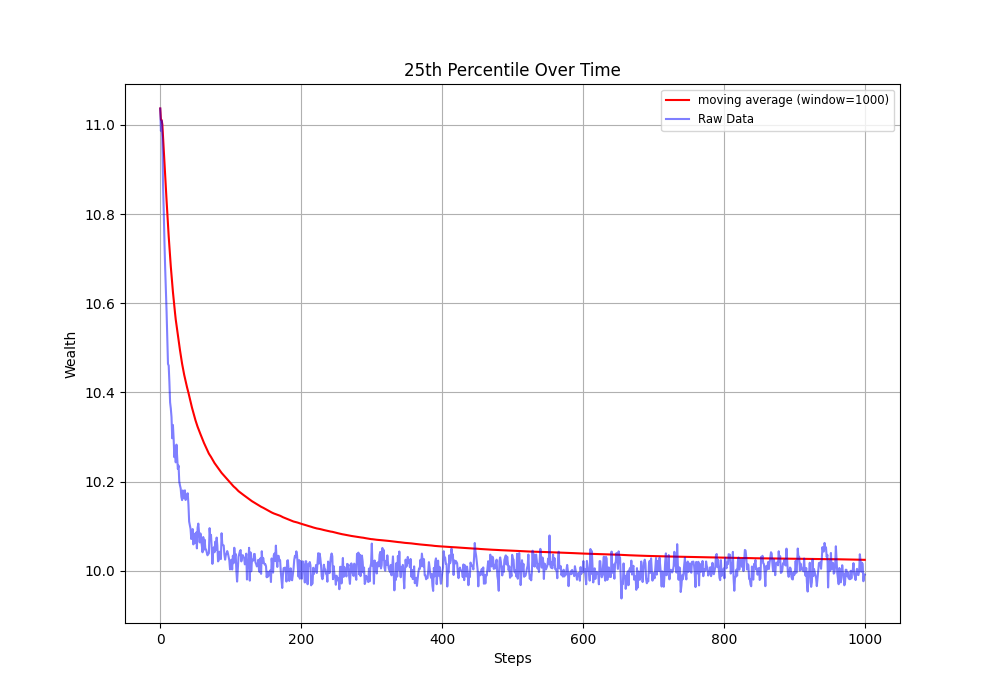 25th Percentile Over Time
moving average (window=1000)
Raw Data
11.0
10.8
10.6
10.4
10.2
10.0
Wealth
0 200 400 600 800 1000
Steps